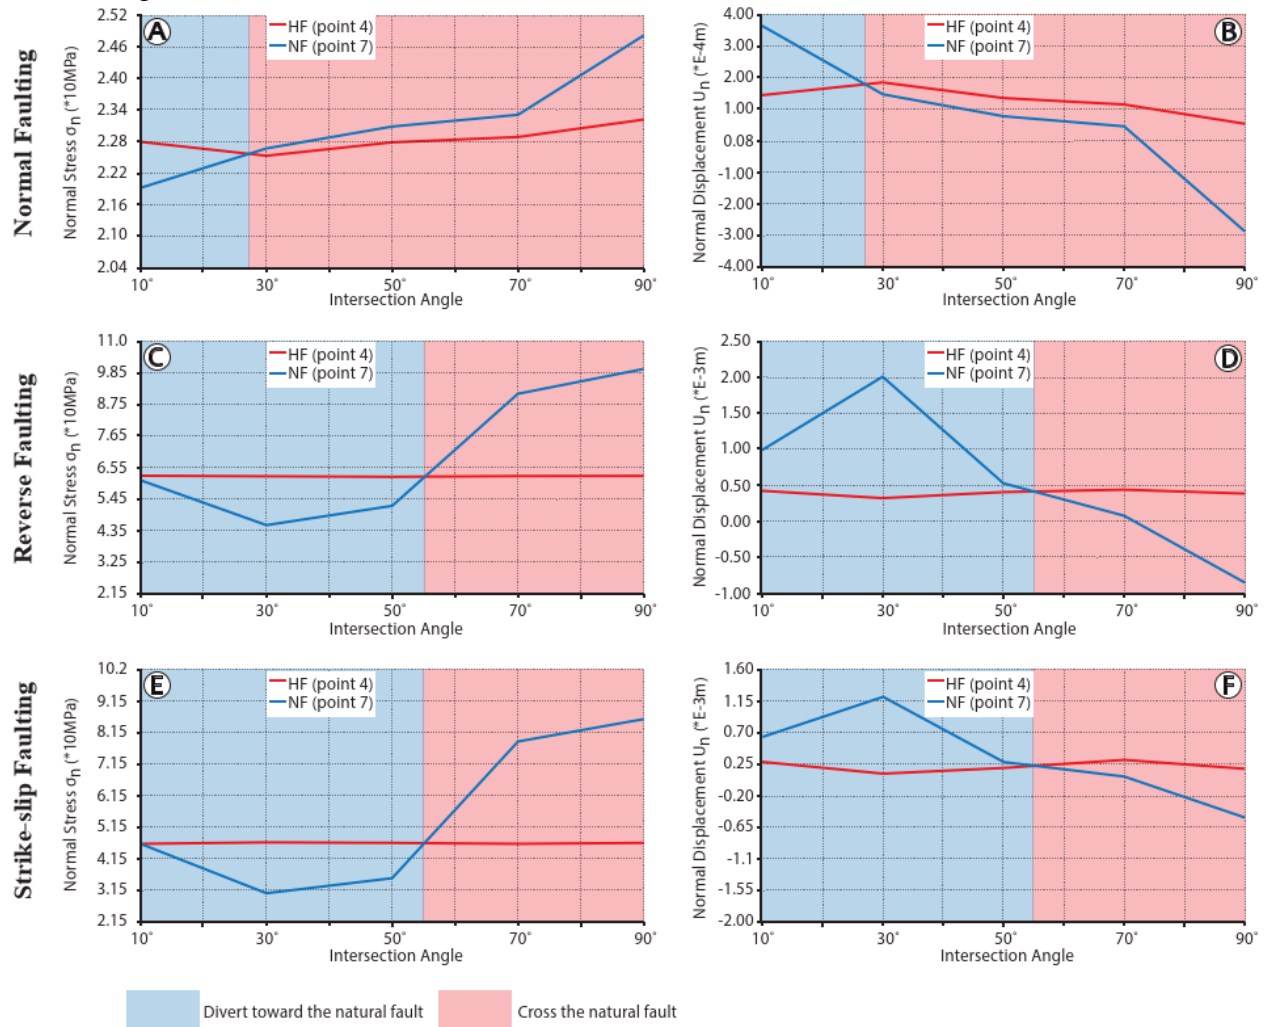 Normal Faulting
A
HF (point 4)
NF (point 7)
Normal Stress σn (*10MPa)
2.52
2.46
2.40
2.34
2.28
2.22
2.16
2.10
2.04
10° 30° 50° 70° 90°
Intersection Angle
B
HF (point 4)
NF (point 7)
Normal Displacement Un (*E-4m)
4.00
3.00
2.00
1.00
0.08
-1.00
-2.00
-3.00
-4.00
10° 30° 50° 70° 90°
Intersection Angle
Reverse Faulting
C
HF (point 4)
NF (point 7)
Normal Stress σn (*10MPa)
11.0
9.85
8.75
7.65
6.55
5.45
4.35
3.25
2.15
10° 30° 50° 70° 90°
Intersection Angle
D
HF (point 4)
NF (point 7)
Normal Displacement Un (*E-3m)
2.50
2.00
1.50
1.00
0.50
0.00
-0.50
-1.00
10° 30° 50° 70° 90°
Intersection Angle
Strike-slip Faulting
E
HF (point 4)
NF (point 7)
Normal Stress σn (*10MPa)
10.2
9.15
8.15
7.15
6.15
5.15
4.15
3.15
2.15
10° 30° 50° 70° 90°
Intersection Angle
F
HF (point 4)
NF (point 7)
Normal Displacement Un (*E-3m)
1.60
1.15
0.70
0.25
-0.20
-0.65
-1.1
-1.55
-2.00
10° 30° 50° 70° 90°
Intersection Angle
Divert toward the natural fault
Cross the natural fault